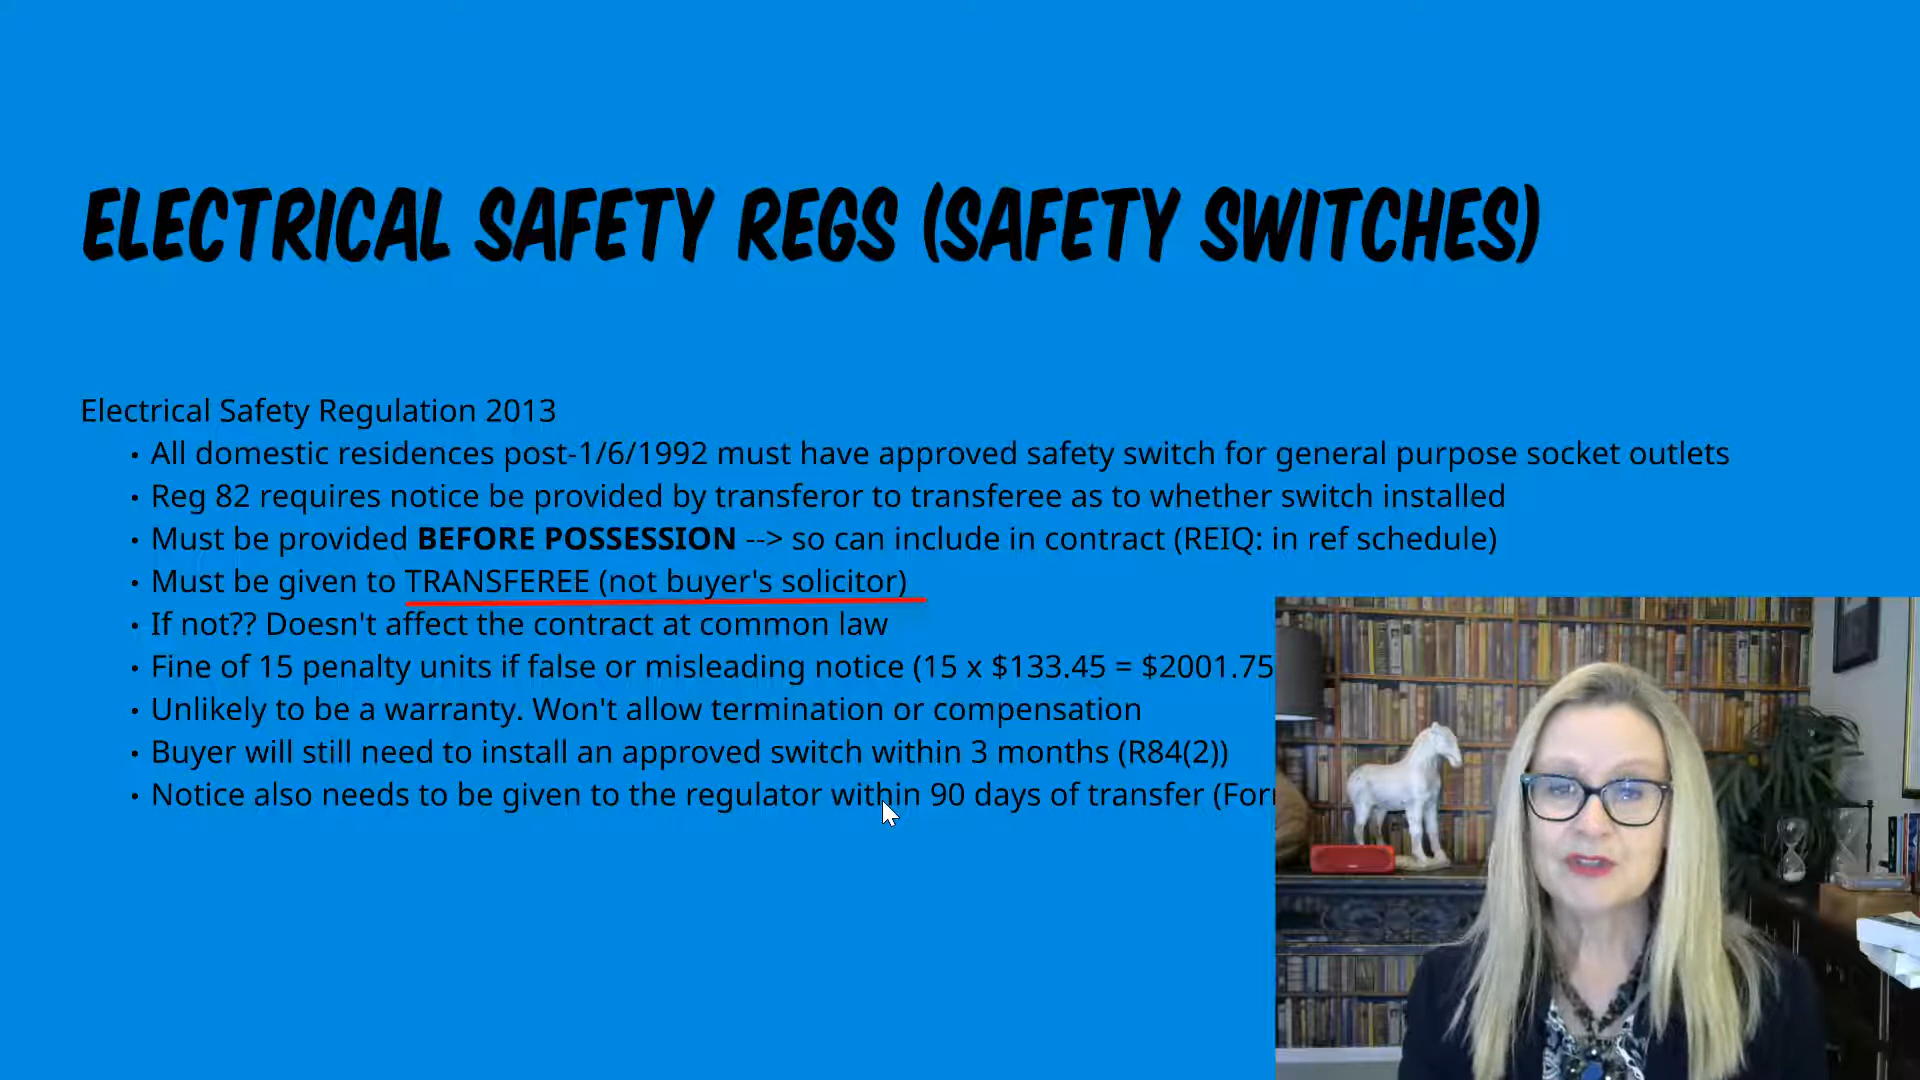 ELECTRICAL SAFETY REGS (SAFETY SWITCHES)
Electrical Safety Regulation 2013
• All domestic residences post-1/6/1992 must have approved safety switch for general purpose socket outlets
• Reg 82 requires notice be provided by transferor to transferee as to whether switch installed
• Must be provided BEFORE POSSESSION --> so can include in contract (REIQ: in ref schedule)
• Must be given to TRANSFEREE (not buyer's solicitor)
• If not?? Doesn't affect the contract at common law
• Fine of 15 penalty units if false or misleading notice (15 x $133.45 = $2001.75
• Unlikely to be a warranty. Won't allow termination or compensation
• Buyer will still need to install an approved switch within 3 months (R84(2))
• Notice also needs to be given to the regulator within 90 days of transfer